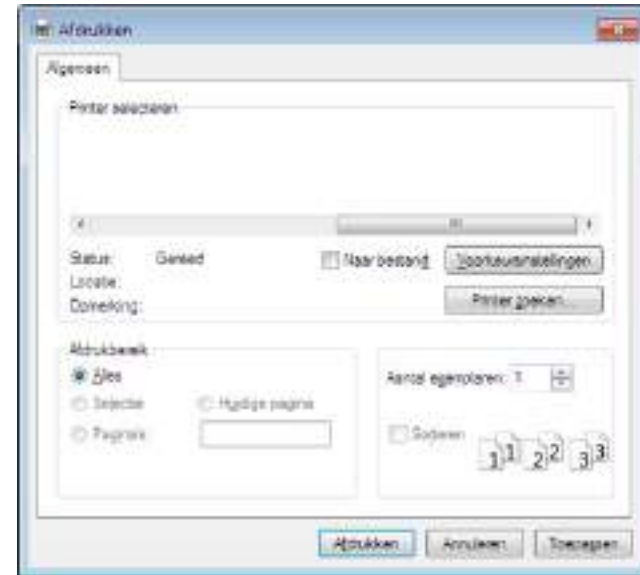 Afdrukken
Algemeen
Printer selecteren
Status: Gereed
Naar bestand
Voorkeursinstellingen
Locatie:
Opmerking:
Printer zoeken...
Afdrukbereik
Alles
Selectie
Huidige pagina
Pagina's
Aantal exemplaren: 1
Sorteren
1 1 2 2 3 3
Afdrukken
Annuleren
Toepassen